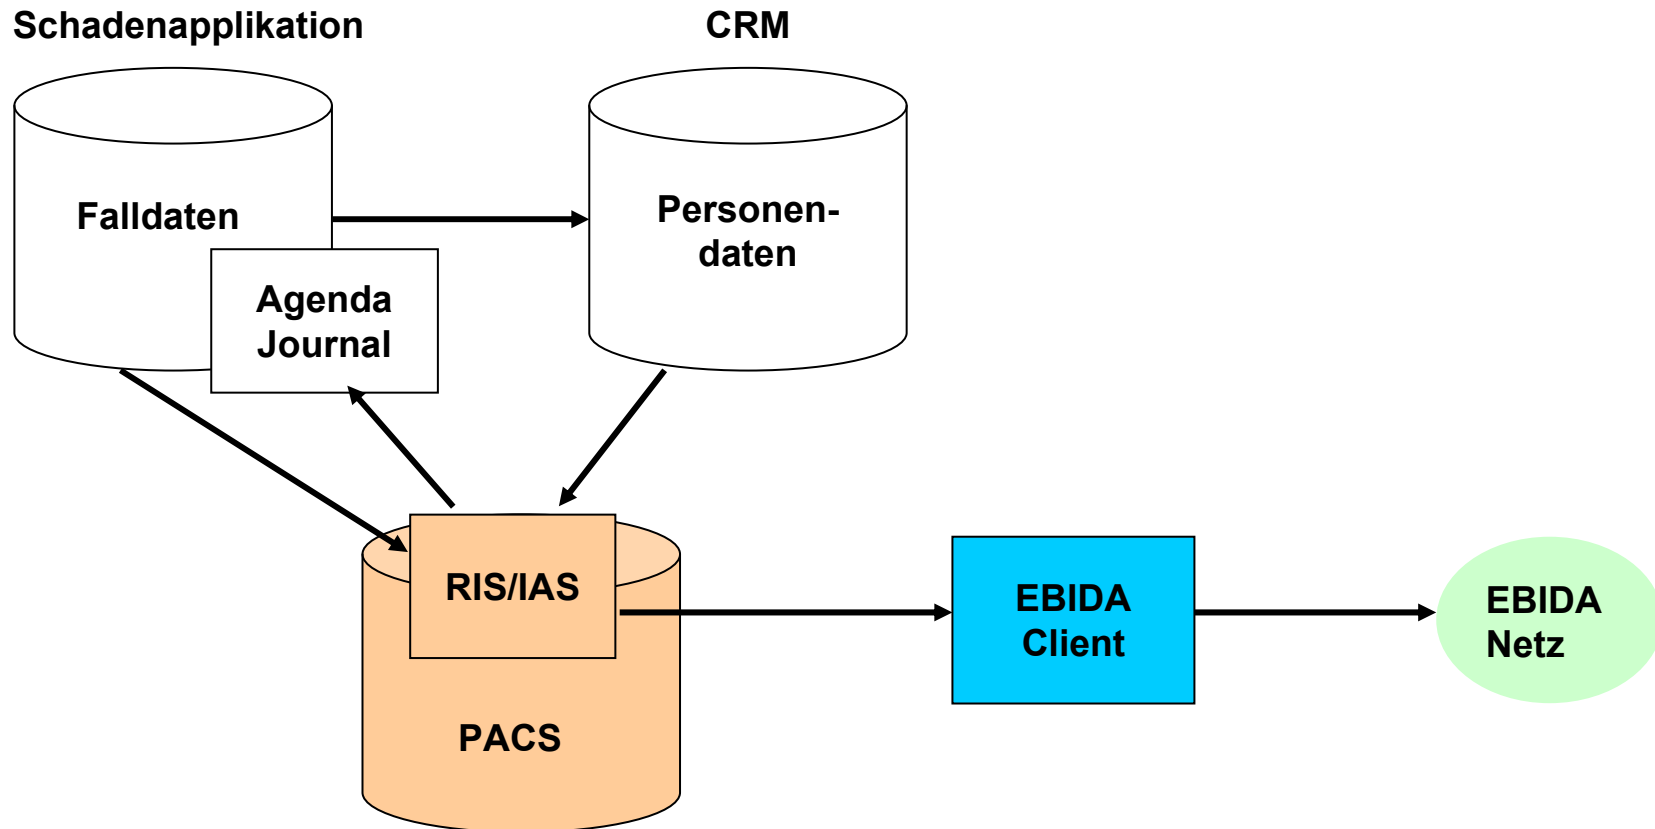 Schadenapplikation
CRM
Falldaten
Personen-
daten
Agenda
Journal
RIS/IAS
PACS
EBIDA
Client
EBIDA
Netz